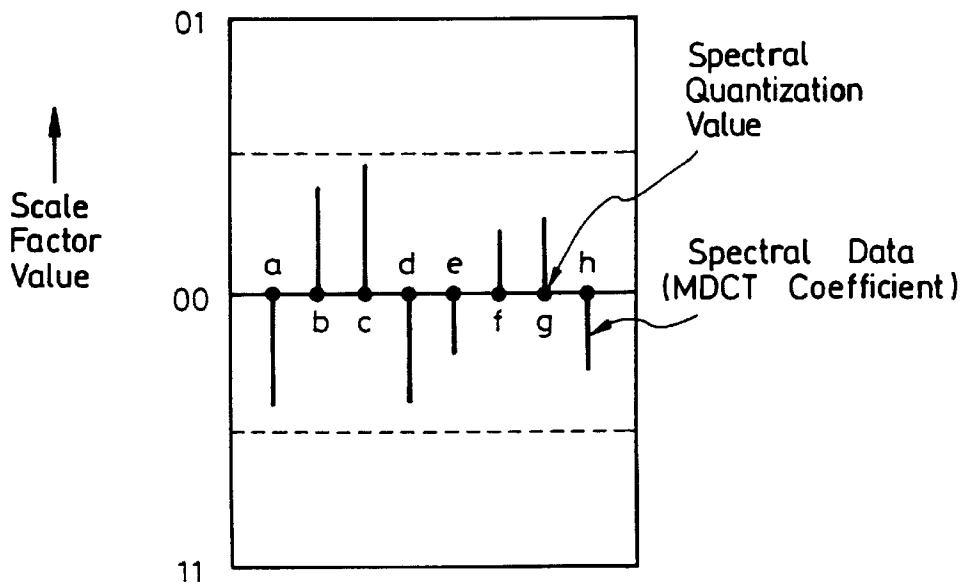 01
Spectral
Quantization
Value
Scale
Factor
Value
a
d
e
h
Spectral Data
(MDCT Coefficient)
00
b
c
f
g
11